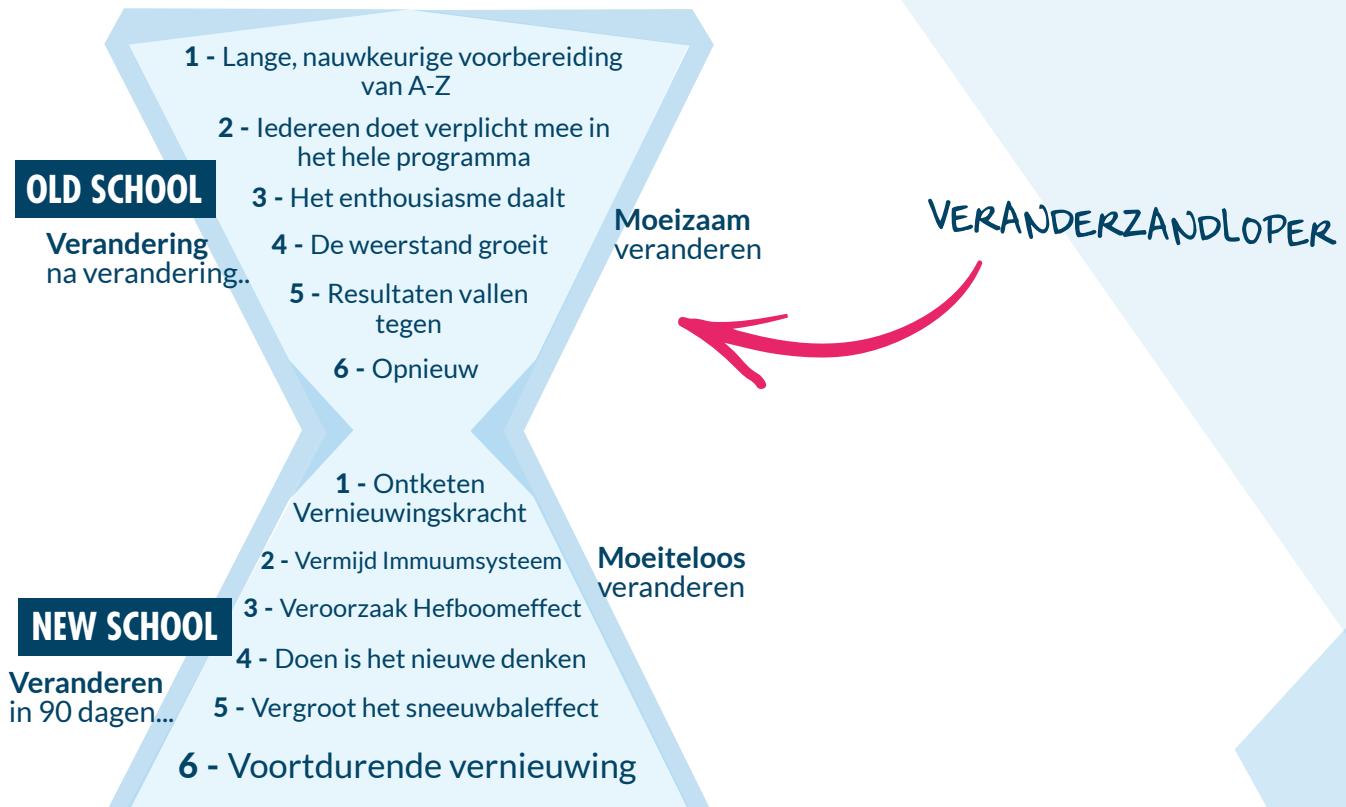 1 - Lange, nauwkeurige voorbereiding
van A-Z
2 - Iedereen doet verplicht mee in
het hele programma
OLD SCHOOL
3 - Het enthousiasme daalt
Verandering
na verandering..
4 - De weerstand groeit
Moeizaam
veranderen
VERANDERZANDLOPER
5 - Resultaten vallen
tegen
6 - Opnieuw
1 - Ontketen
Vernieuwingskracht
2 - Vermijd Immuumsysteem
Moeiteloos
veranderen
3 - Veroorzaak Hefboomeffect
NEW SCHOOL
4 - Doen is het nieuwe denken
Veranderen
in 90 dagen...
5 - Vergroot het sneeuwbaleffect
6 - Voortdurende vernieuwing